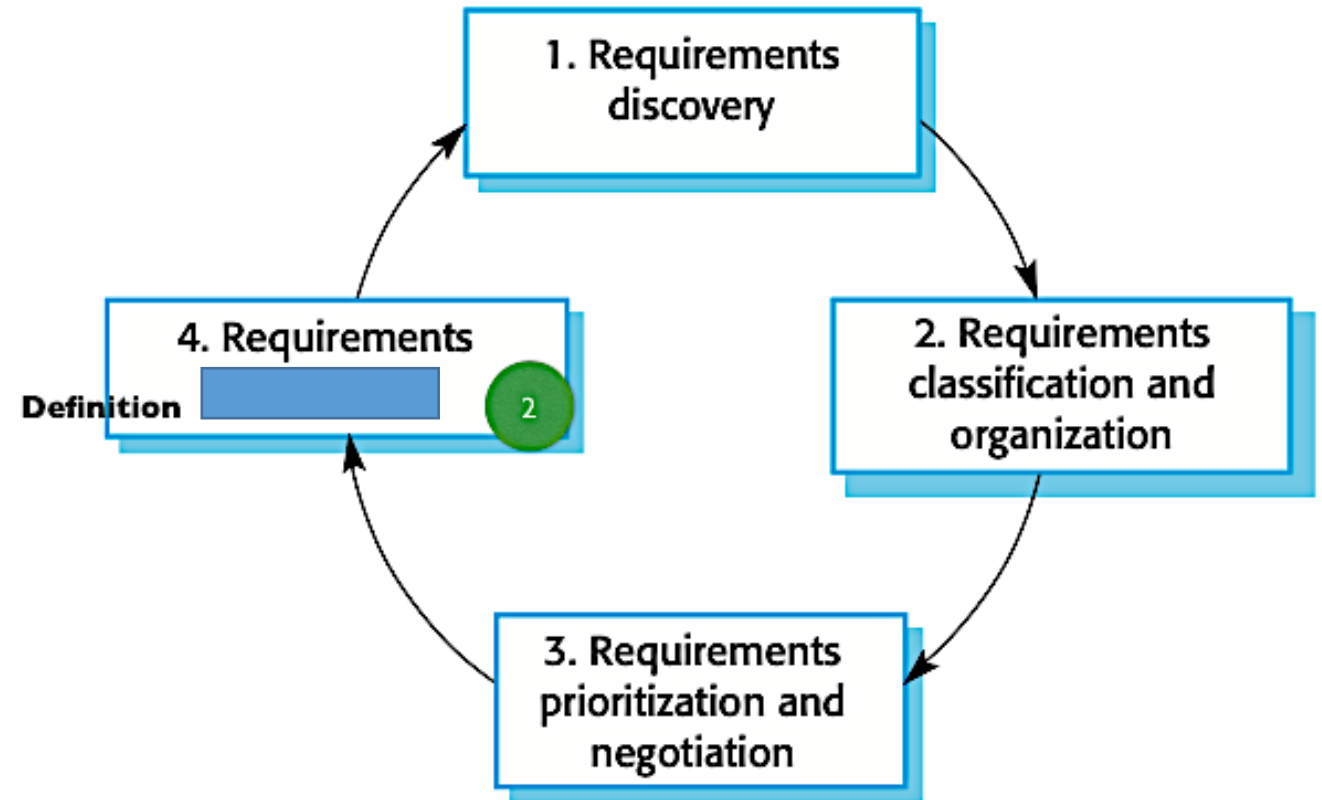 1. Requirements
discovery
2. Requirements
classification and
organization
3. Requirements
prioritization and
negotiation
4. Requirements
Definition
2